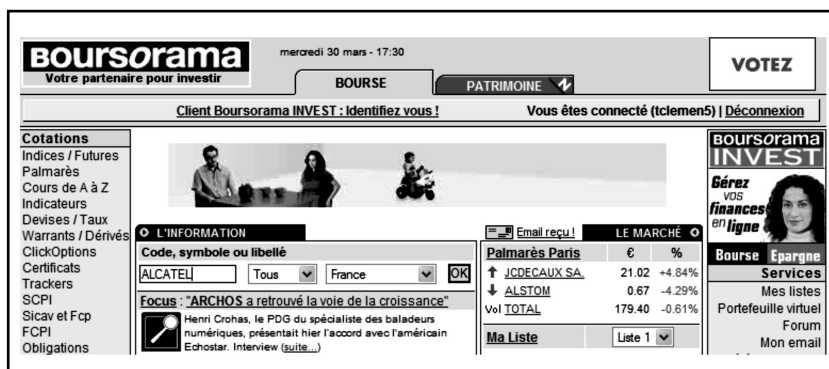 BOURSORAMA
Votre partenaire pour investir
mercredi 30 mars - 17:30
BOURSE
PATRIMOINE
VOTEZ
Client Boursorama INVEST : Identifiez vous !
Vous êtes connecté (tclemen5) | Déconnexion
Cotations
Indices / Futures
Palmarès
Cours de A à Z
Indicateurs
Devises / Taux
Warrants / Dérivés
ClickOptions
Certificats
Trackers
SCPI
Sicav et Fcp
FCPI
Obligations
L'INFORMATION
Code, symbole ou libellé
ALCATEL Tous France OK
Focus : "ARCHOS a retrouvé la voie de la croissance"
Henri Crohas, le PDG du spécialiste des baladeurs
numériques, présentait hier l'accord avec l'américain
Echostar. Interview (suite...)
Email reçu ! LE MARCHÉ
Palmarès Paris € %
JCDECAUX SA. 21.02 +4.84%
ALSTOM 0.67 -4.29%
Vol TOTAL 179.40 -0.61%
Ma Liste Liste 1
BOURSORAMA
INVEST
Gérez
vos
finances
en ligne
Bourse Epargne
Services
Mes listes
Portefeuille virtuel
Forum
Mon email